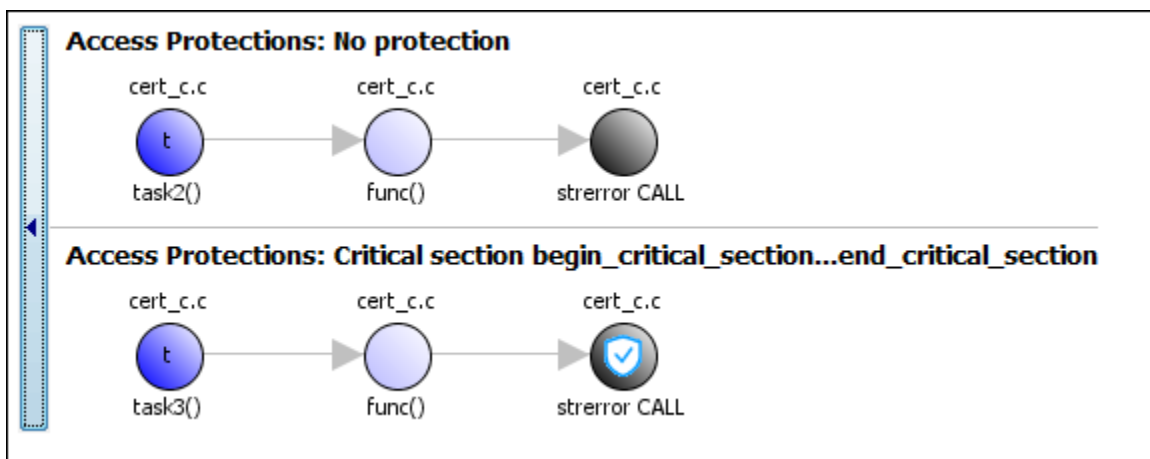 Access Protections: No protection
cert_c.c cert_c.c cert_c.c
t
task2() func() strerror CALL
Access Protections: Critical section begin_critical_section...end_critical_section
cert_c.c cert_c.c cert_c.c
t
task3() func() strerror CALL